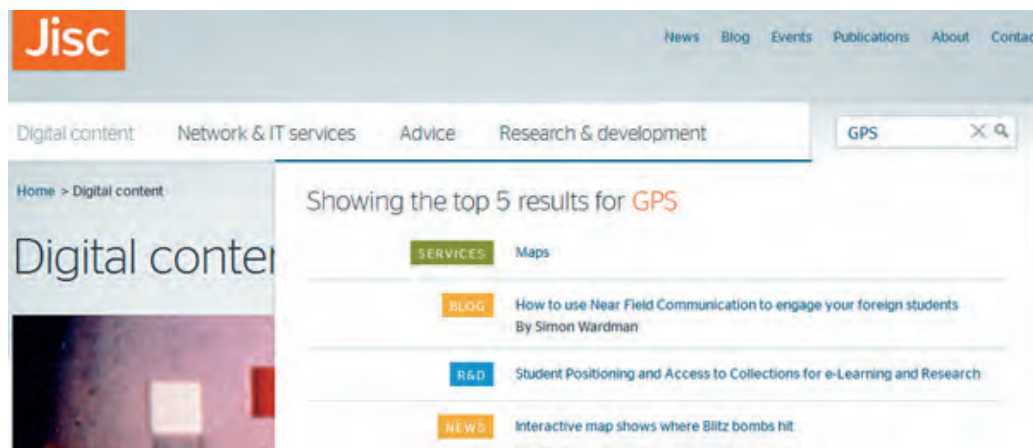 Jisc
News Blog Events Publications About Contac
Digital content Network & IT services Advice Research & development
GPS
Home > Digital content
Showing the top 5 results for GPS
Digital conter
SERVICES Maps
BLOG How to use Near Field Communication to engage your foreign students
By Simon Wardman
R&D Student Positioning and Access to Collections for e-Learning and Research
NEWS Interactive map shows where Blitz bombs hit